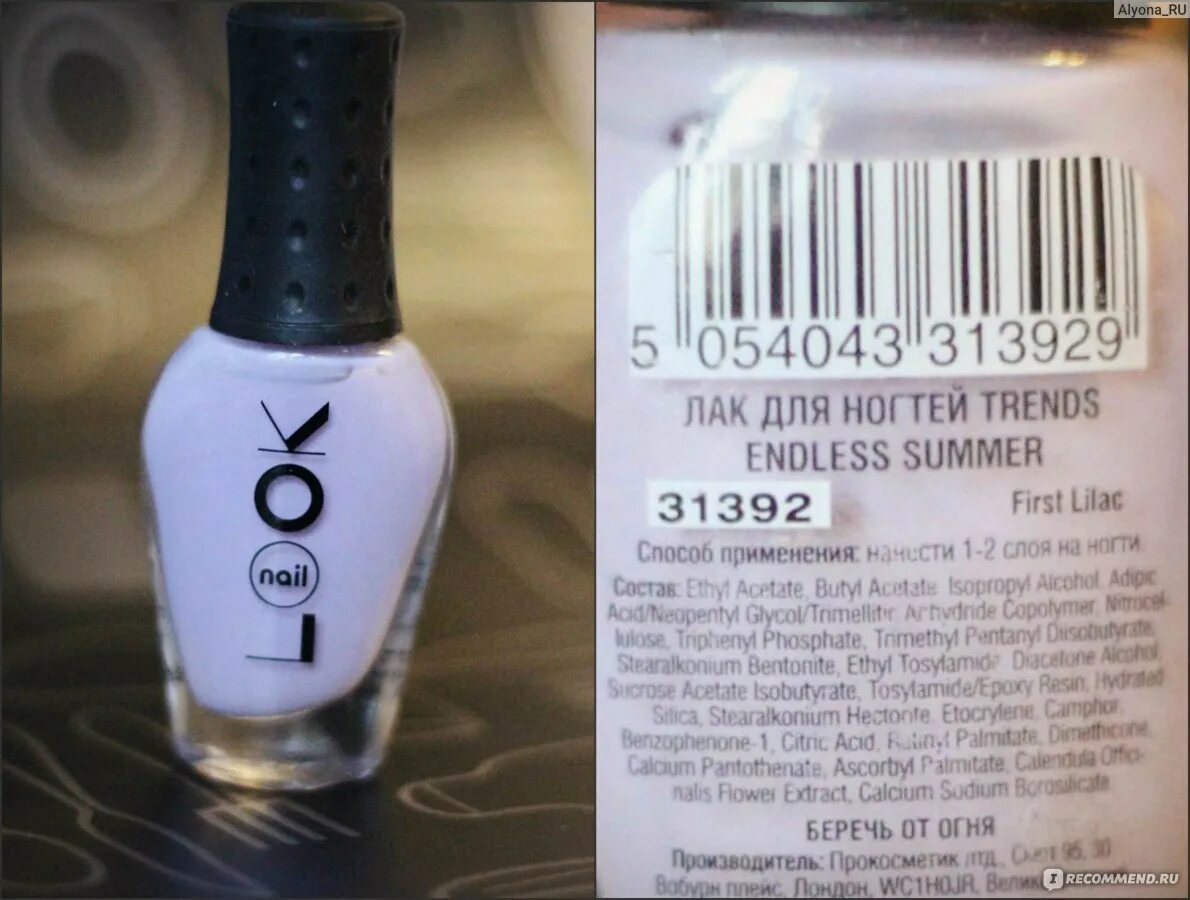 Alyona_RU
LOOK
nail
5 054043 313929
ЛАК ДЛЯ НОГТЕЙ TRENDS
ENDLESS SUMMER
31392 First Lilac
Способ применения: нанести 1-2 слоя на ногти
Состав: Ethyl Acetate, Butyl Acetate, Isopropyl Alcohol, Adipic
Acid/Neopentyl Glycol/Trimellitic Anhydride Copolymer, Nitrocel-
lulose, Triphenyl Phosphate, Trimethyl Pentanyl Diisobutyrate,
Stearalkonium Bentonite, Ethyl Tosylamide, Diacetone Alcohol,
Sucrose Acetate Isobutyrate, Tosylamide/Epoxy Resin, Hydrated
Silica, Stearalkonium Hectorite, Etocrylene, Camphor,
Benzophenone-1, Citric Acid, Retinyl Palmitate, Dimethicone,
Calcium Pantothenate, Ascorbyl Palmitate, Calendula Offici-
nalis Flower Extract, Calcium Sodium Borosilicate
БЕРЕЧЬ ОТ ОГНЯ
Производитель: Прокосметик лтд., 95, 30
Вобурн плейс, Лондон, WC1H0JR,
IRECOMMEND.RU